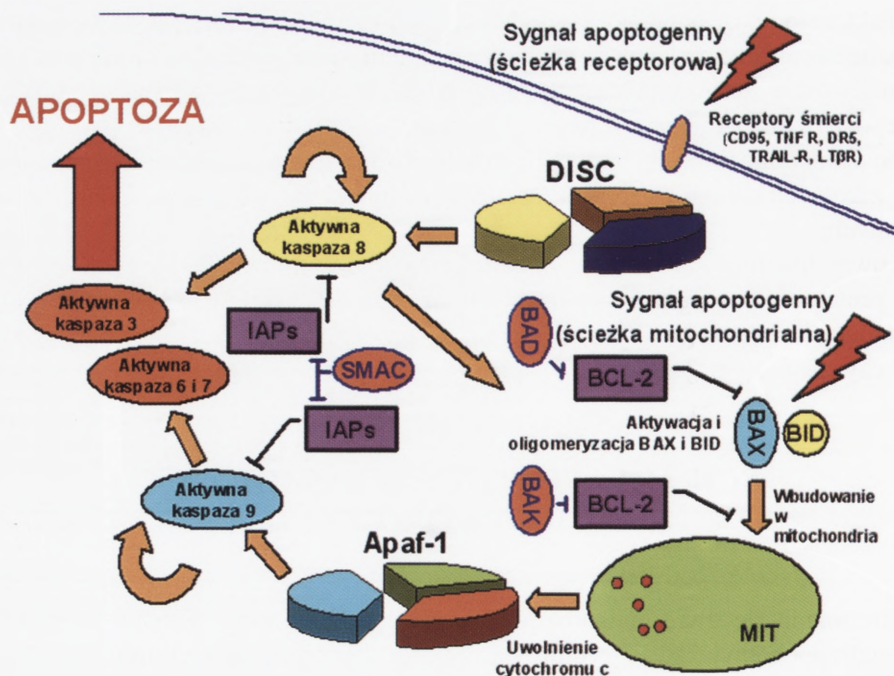 Sygnał apoptogenny
(ścieżka receptorowa)
APOPTOZA
Receptory śmierci
(CD95, TNF R, DR5,
TRAIL-R, LTβR)
DISC
Aktywna
kaspaza 8
Aktywna
kaspaza 3
IAPs
Sygnał apoptogenny
(ścieżka mitochondrialna)
BAD
BCL-2
Aktywna
kaspaza 6 i 7
SMAC
IAPs
Aktywacja i
oligomeryzacja BAX i BID
BAX
BID
Aktywna
kaspaza 9
BAK
BCL-2
Wbudowanie
w
mitochondria
Apaf-1
MIT
Uwolnienie
cytochromu c